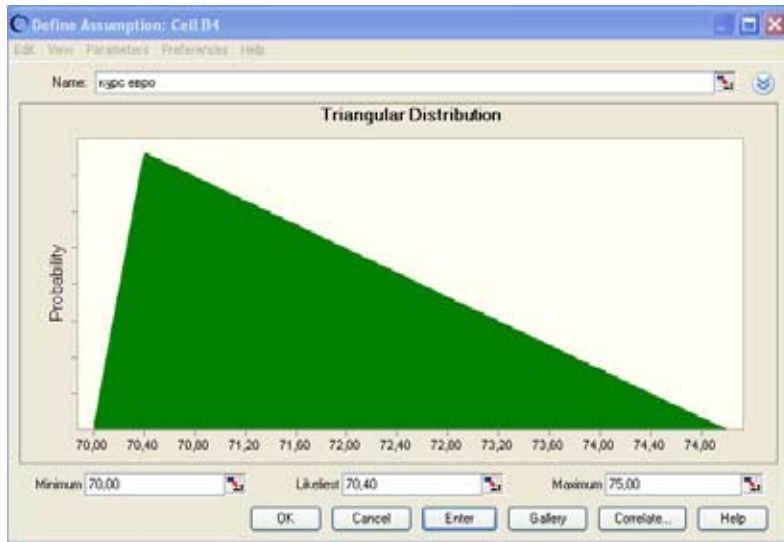 Define Assumption: Cell B4
Edit View Parameters Preferences Help
Name: курс евро
Triangular Distribution
Probability
70,00 70,40 70,80 71,20 71,60 72,00 72,40 72,80 73,20 73,60 74,00 74,40 74,80
Minimum 70,00 Likeliest 70,40 Maximum 75,00
OK Cancel Enter Gallery Correlate... Help